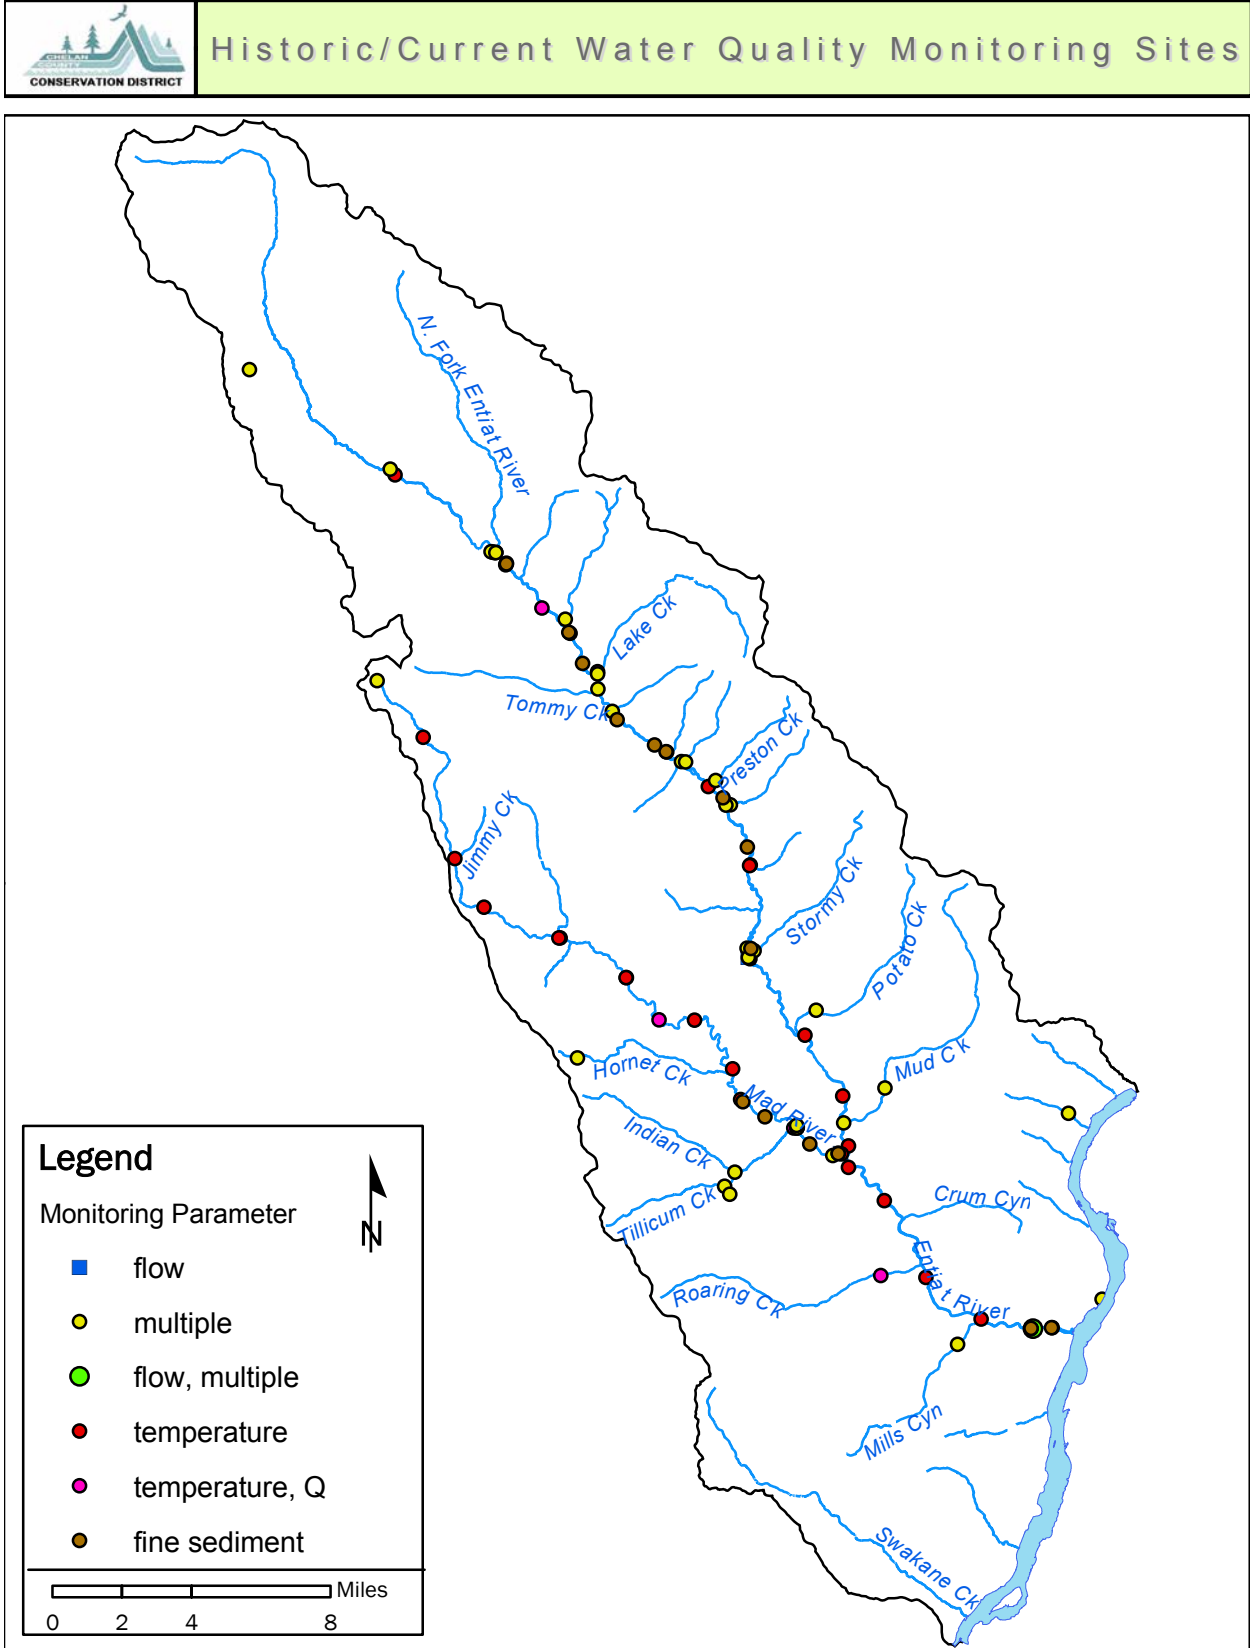 CHELAN
COUNTY
CONSERVATION DISTRICT
Historic/Current Water Quality Monitoring Sites
N. Fork Entiat River
Lake Ck
Tommy Ck
Preston Ck
Jimmy Ck
Stormy Ck
Potato Ck
Mud Ck
Hornet Ck
Mad River
Indian Ck
Tillicum Ck
Crum Cyn
Entiat River
Roaring Ck
Mills Cyn
Swakane Ck
Legend
Monitoring Parameter
N
flow
multiple
flow, multiple
temperature
temperature, Q
fine sediment
Miles
0 2 4 8